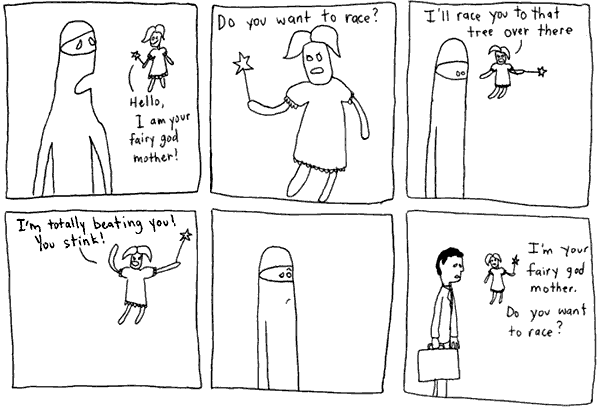 Hello,
I am your
fairy god
mother!
Do you want to race?
I'll race you to that
tree over there
I'm totally beating you!
You stink!
I'm your
fairy god
mother.
Do you want
to race?